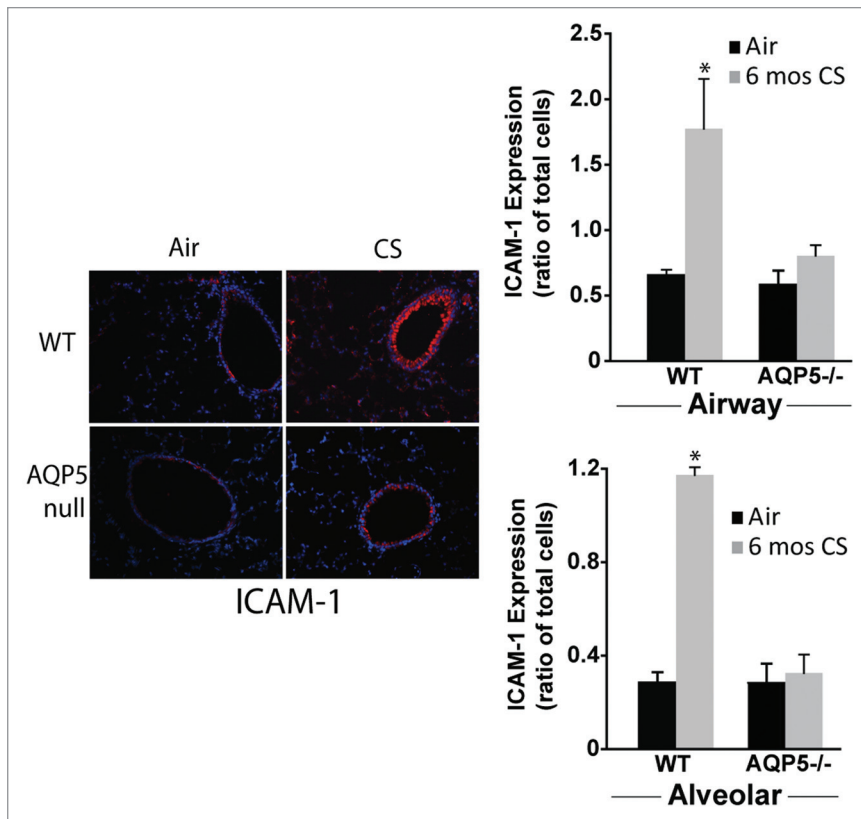 Air
CS
WT
AQP5
null
ICAM-1
ICAM-1 Expression
(ratio of total cells)
2.5
2.0
1.5
1.0
0.5
0
Air
6 mos CS
*
WT
AQP5-/-
Airway
ICAM-1 Expression
(ratio of total cells)
1.2
0.8
0.4
0
Air
6 mos CS
*
WT
AQP5-/-
Alveolar